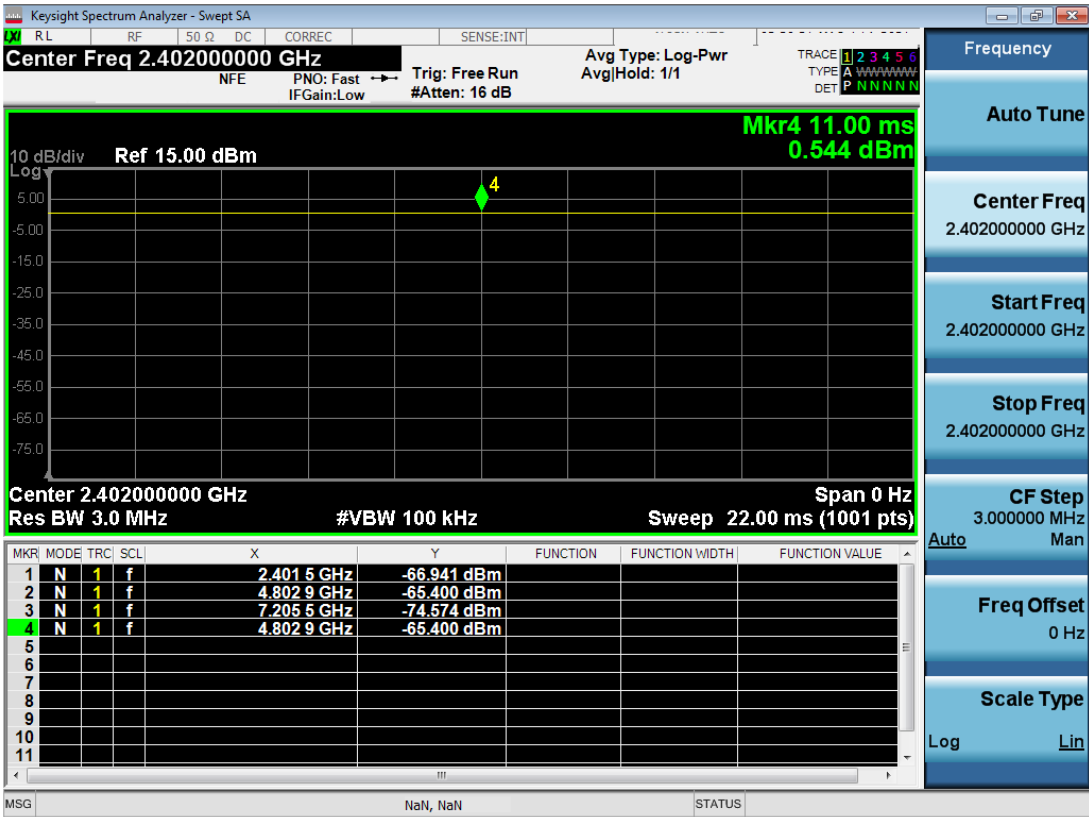 Keysight Spectrum Analyzer - Swept SA
LXI RL RF 50 Ω DC CORREC SENSE:INT
Center Freq 2.402000000 GHz
NFE
PNO: Fast
IFGain:Low
Trig: Free Run
#Atten: 16 dB
Avg Type: Log-Pwr
Avg|Hold: 1/1
TRACE 1 2 3 4 5 6
TYPE A WWWWW
DET P N N N N N
Mkr4 11.00 ms
0.544 dBm
10 dB/div Ref 15.00 dBm
Log
4
5.00
-5.00
-15.0
-25.0
-35.0
-45.0
-55.0
-65.0
-75.0
Center 2.402000000 GHz Span 0 Hz
Res BW 3.0 MHz #VBW 100 kHz Sweep 22.00 ms (1001 pts)
MKR MODE TRC SCL X Y FUNCTION FUNCTION WIDTH FUNCTION VALUE
1 N 1 f 2.401 5 GHz -66.941 dBm
2 N 1 f 4.802 9 GHz -65.400 dBm
3 N 1 f 7.205 5 GHz -74.574 dBm
4 N 1 f 4.802 9 GHz -65.400 dBm
5
6
7
8
9
10
11
MSG NaN, NaN STATUS
Frequency
Auto Tune
Center Freq
2.402000000 GHz
Start Freq
2.402000000 GHz
Stop Freq
2.402000000 GHz
CF Step
3.000000 MHz
Auto Man
Freq Offset
0 Hz
Scale Type
Log Lin